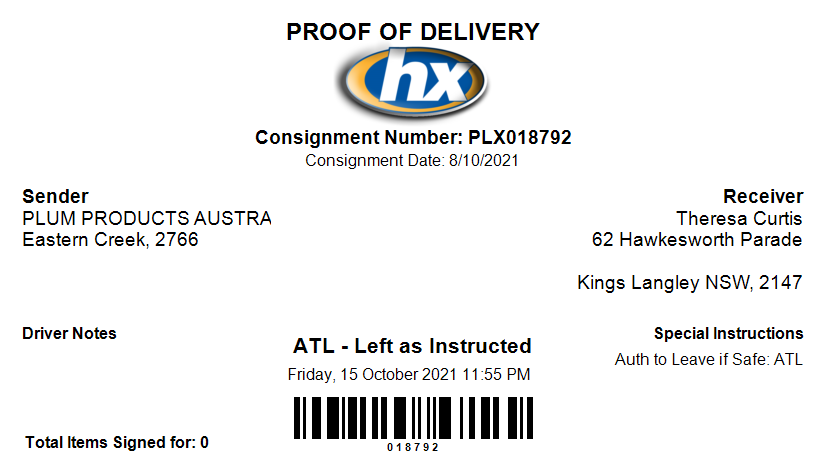 PROOF OF DELIVERY
hx
Consignment Number: PLX018792
Consignment Date: 8/10/2021
Sender
PLUM PRODUCTS AUSTRA
Eastern Creek, 2766
Receiver
Theresa Curtis
62 Hawkesworth Parade
Kings Langley NSW, 2147
Driver Notes
ATL - Left as Instructed
Friday, 15 October 2021 11:55 PM
Special Instructions
Auth to Leave if Safe: ATL
018792
Total Items Signed for: 0